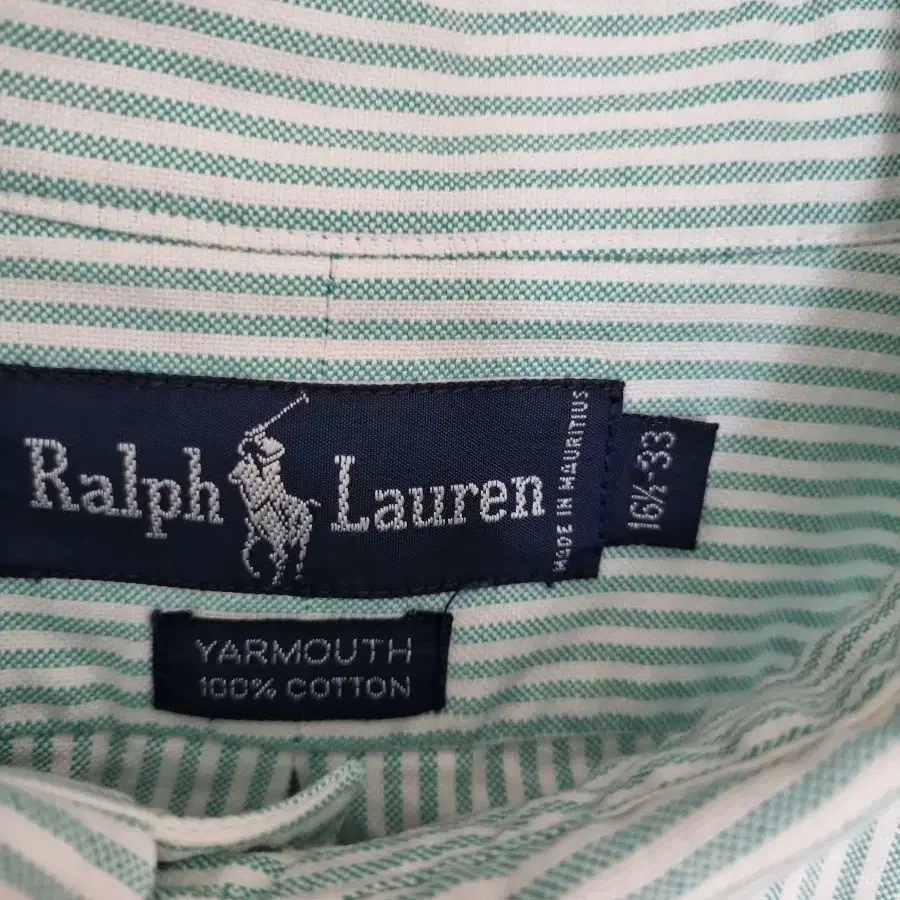 Ralph Lauren
MADE IN MAURITIUS
16½-33
YARMOUTH
100% COTTON